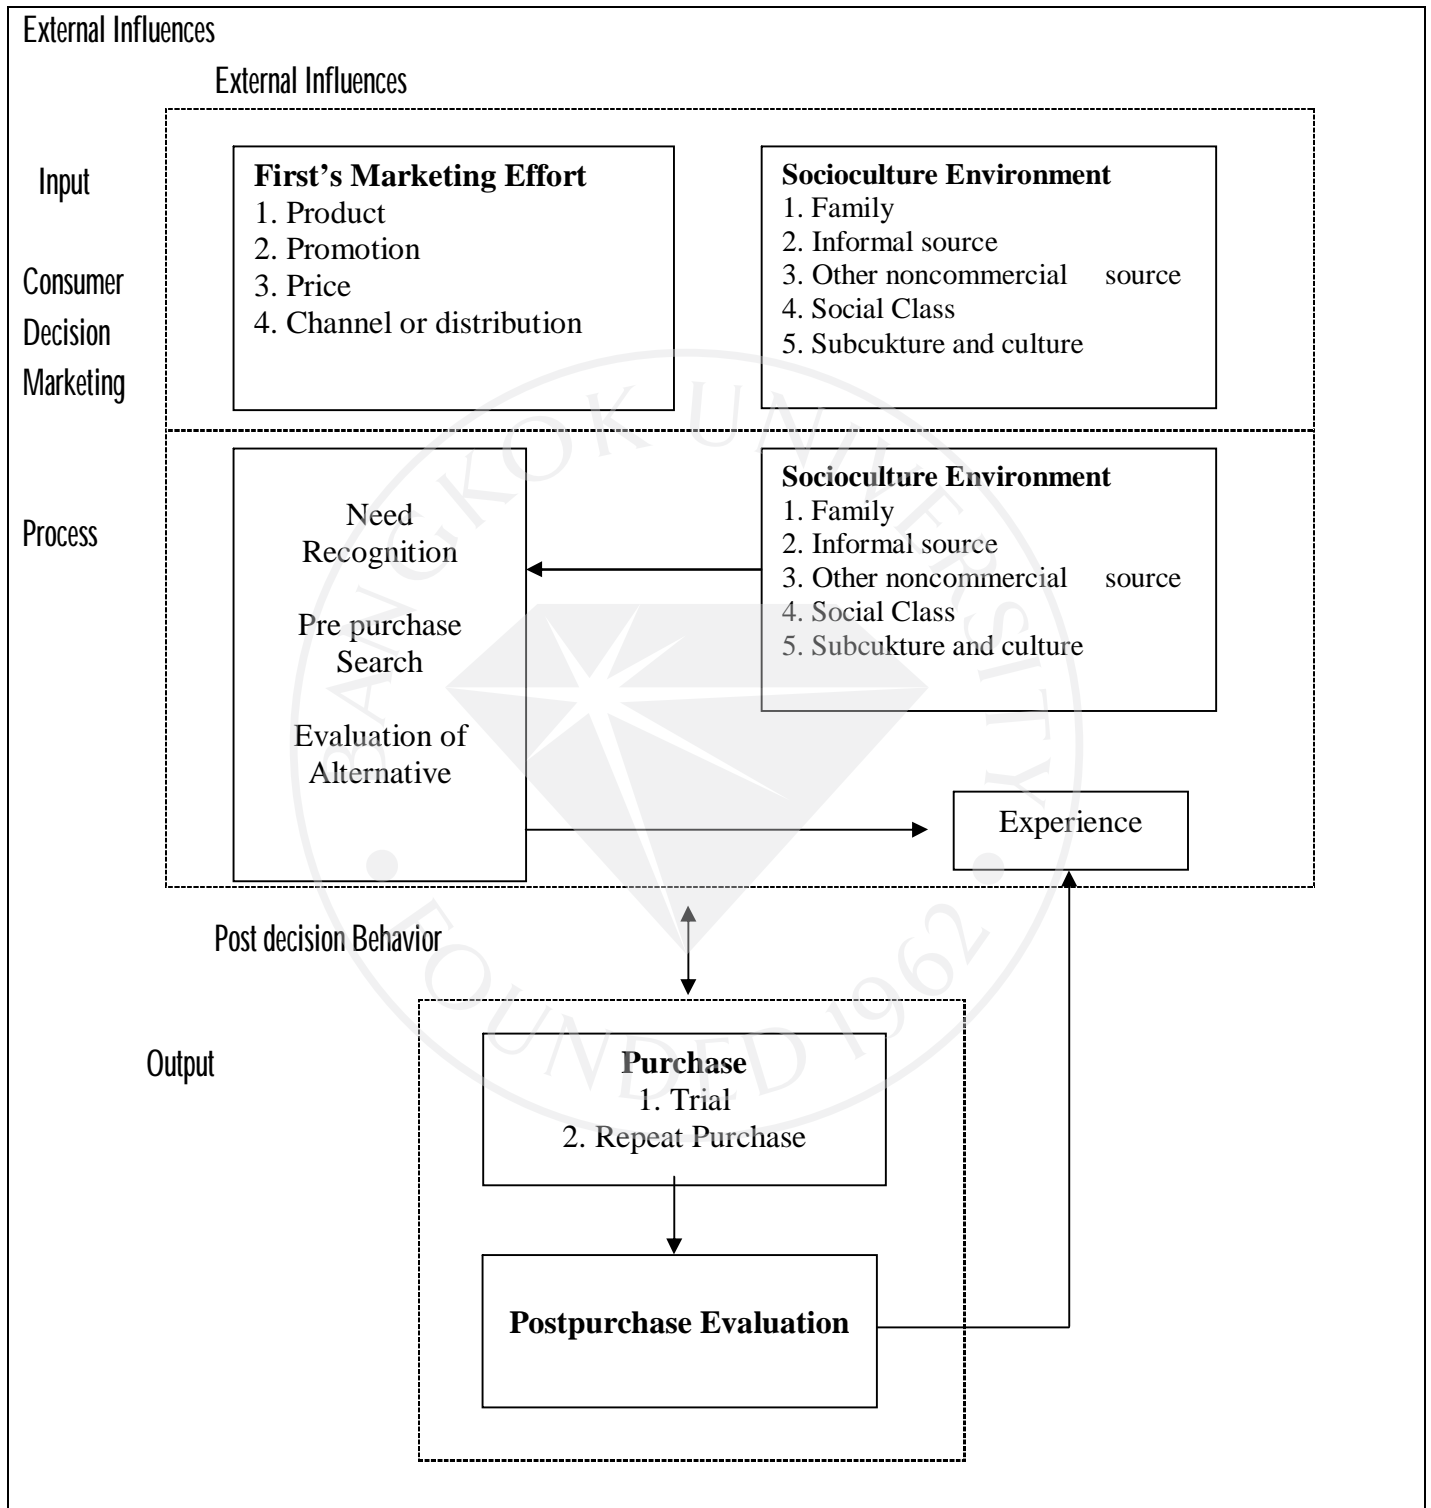 External Influences
External Influences
Input
First's Marketing Effort
1. Product
2. Promotion
3. Price
4. Channel or distribution
Socioculture Environment
1. Family
2. Informal source
3. Other noncommercial source
4. Social Class
5. Subcukture and culture
Consumer
Decision
Marketing
Process
Need
Recognition
Pre purchase
Search
Evaluation of
Alternative
Socioculture Environment
1. Family
2. Informal source
3. Other noncommercial source
4. Social Class
5. Subcukture and culture
Experience
Post decision Behavior
Output
Purchase
1. Trial
2. Repeat Purchase
Postpurchase Evaluation
BANGKOK UNIVERSITY
FOUNDED 1962